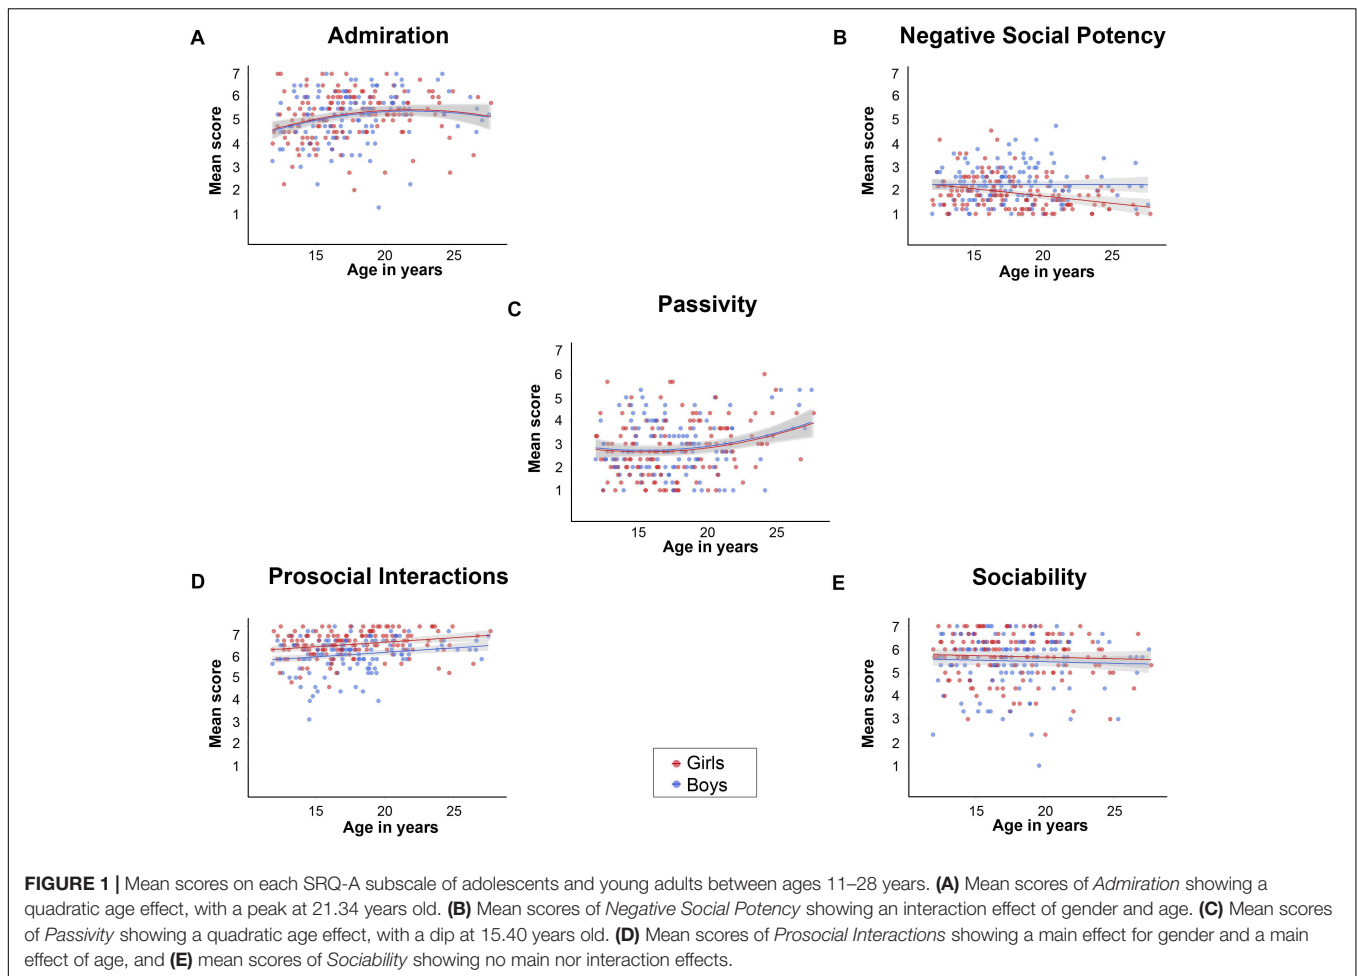 A
Admiration
7
6
5
4
3
2
1
Mean score
15 20 25
Age in years
B
Negative Social Potency
7
6
5
4
3
2
1
Mean score
15 20 25
Age in years
C
Passivity
7
6
5
4
3
2
1
Mean score
15 20 25
Age in years
D
Prosocial Interactions
7
6
5
4
3
2
1
Mean score
15 20 25
Age in years
E
Sociability
7
6
5
4
3
2
1
Mean score
15 20 25
Age in years
Girls
Boys
FIGURE 1 | Mean scores on each SRQ-A subscale of adolescents and young adults between ages 11–28 years. (A) Mean scores of Admiration showing a
quadratic age effect, with a peak at 21.34 years old. (B) Mean scores of Negative Social Potency showing an interaction effect of gender and age. (C) Mean scores
of Passivity showing a quadratic age effect, with a dip at 15.40 years old. (D) Mean scores of Prosocial Interactions showing a main effect for gender and a main
effect of age, and (E) mean scores of Sociability showing no main nor interaction effects.